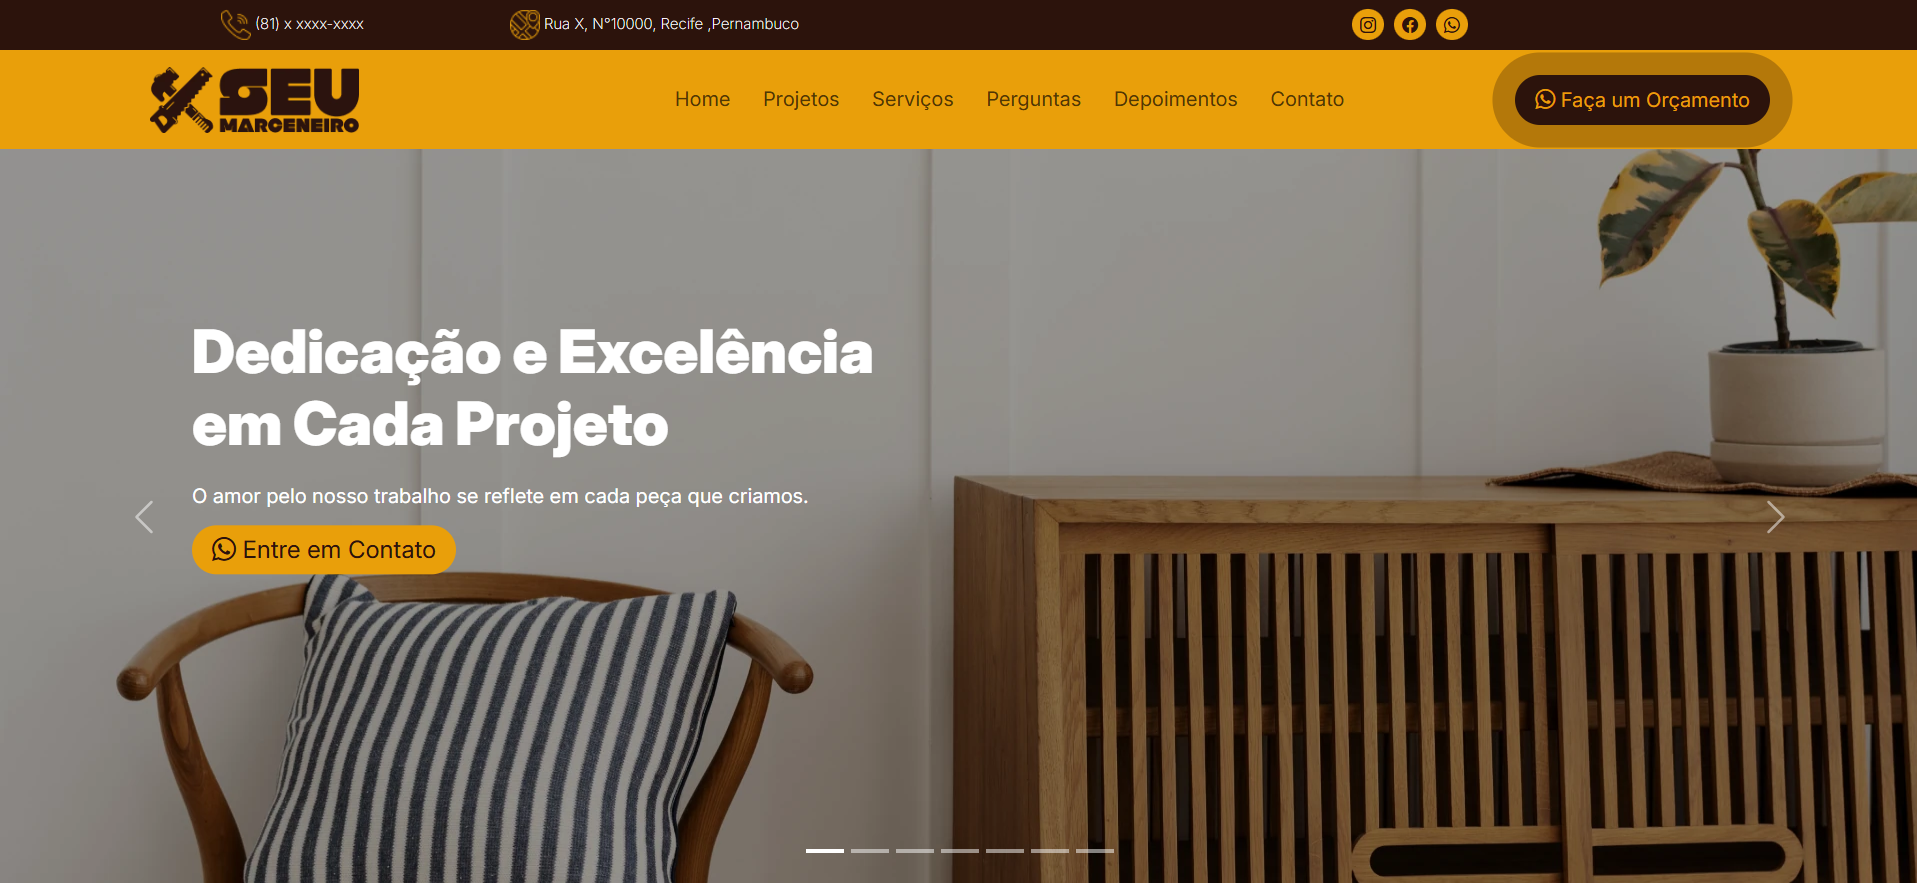 (81) x xxxx-xxxx
Rua X, N°10000, Recife ,Pernambuco
SEU
MARCENEIRO
Home
Projetos
Serviços
Perguntas
Depoimentos
Contato
Faça um Orçamento
Dedicação e Excelência
em Cada Projeto
O amor pelo nosso trabalho se reflete em cada peça que criamos.
Entre em Contato